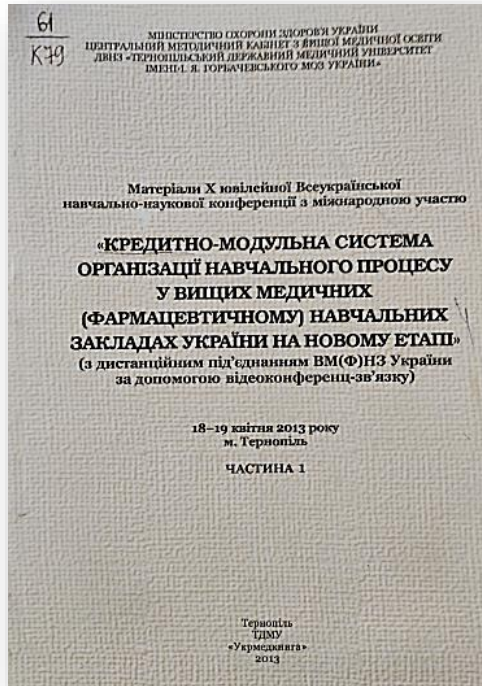 61
К79
МІНІСТЕРСТВО ОХОРОНИ ЗДОРОВ'Я УКРАЇНИ
ЦЕНТРАЛЬНИЙ МЕТОДИЧНИЙ КАБІНЕТ З ВИЩОЇ МЕДИЧНОЇ ОСВІТИ
ДВНЗ «ТЕРНОПІЛЬСЬКИЙ ДЕРЖАВНИЙ МЕДИЧНИЙ УНІВЕРСИТЕТ
ІМЕНІ І. Я. ГОРБАЧЕВСЬКОГО МОЗ УКРАЇНИ»
Матеріали X ювілейної Всеукраїнської
навчально-наукової конференції з міжнародною участю
«КРЕДИТНО-МОДУЛЬНА СИСТЕМА
ОРГАНІЗАЦІЇ НАВЧАЛЬНОГО ПРОЦЕСУ
У ВИЩИХ МЕДИЧНИХ
(ФАРМАЦЕВТИЧНОМУ) НАВЧАЛЬНИХ
ЗАКЛАДАХ УКРАЇНИ НА НОВОМУ ЕТАПІ»
(з дистанційним під'єднанням ВМ(Ф)НЗ України
за допомогою відеоконференц-зв'язку)
18–19 квітня 2013 року
м. Тернопіль
ЧАСТИНА 1
Тернопіль
ТДМУ
«Укрмедкнига»
2013